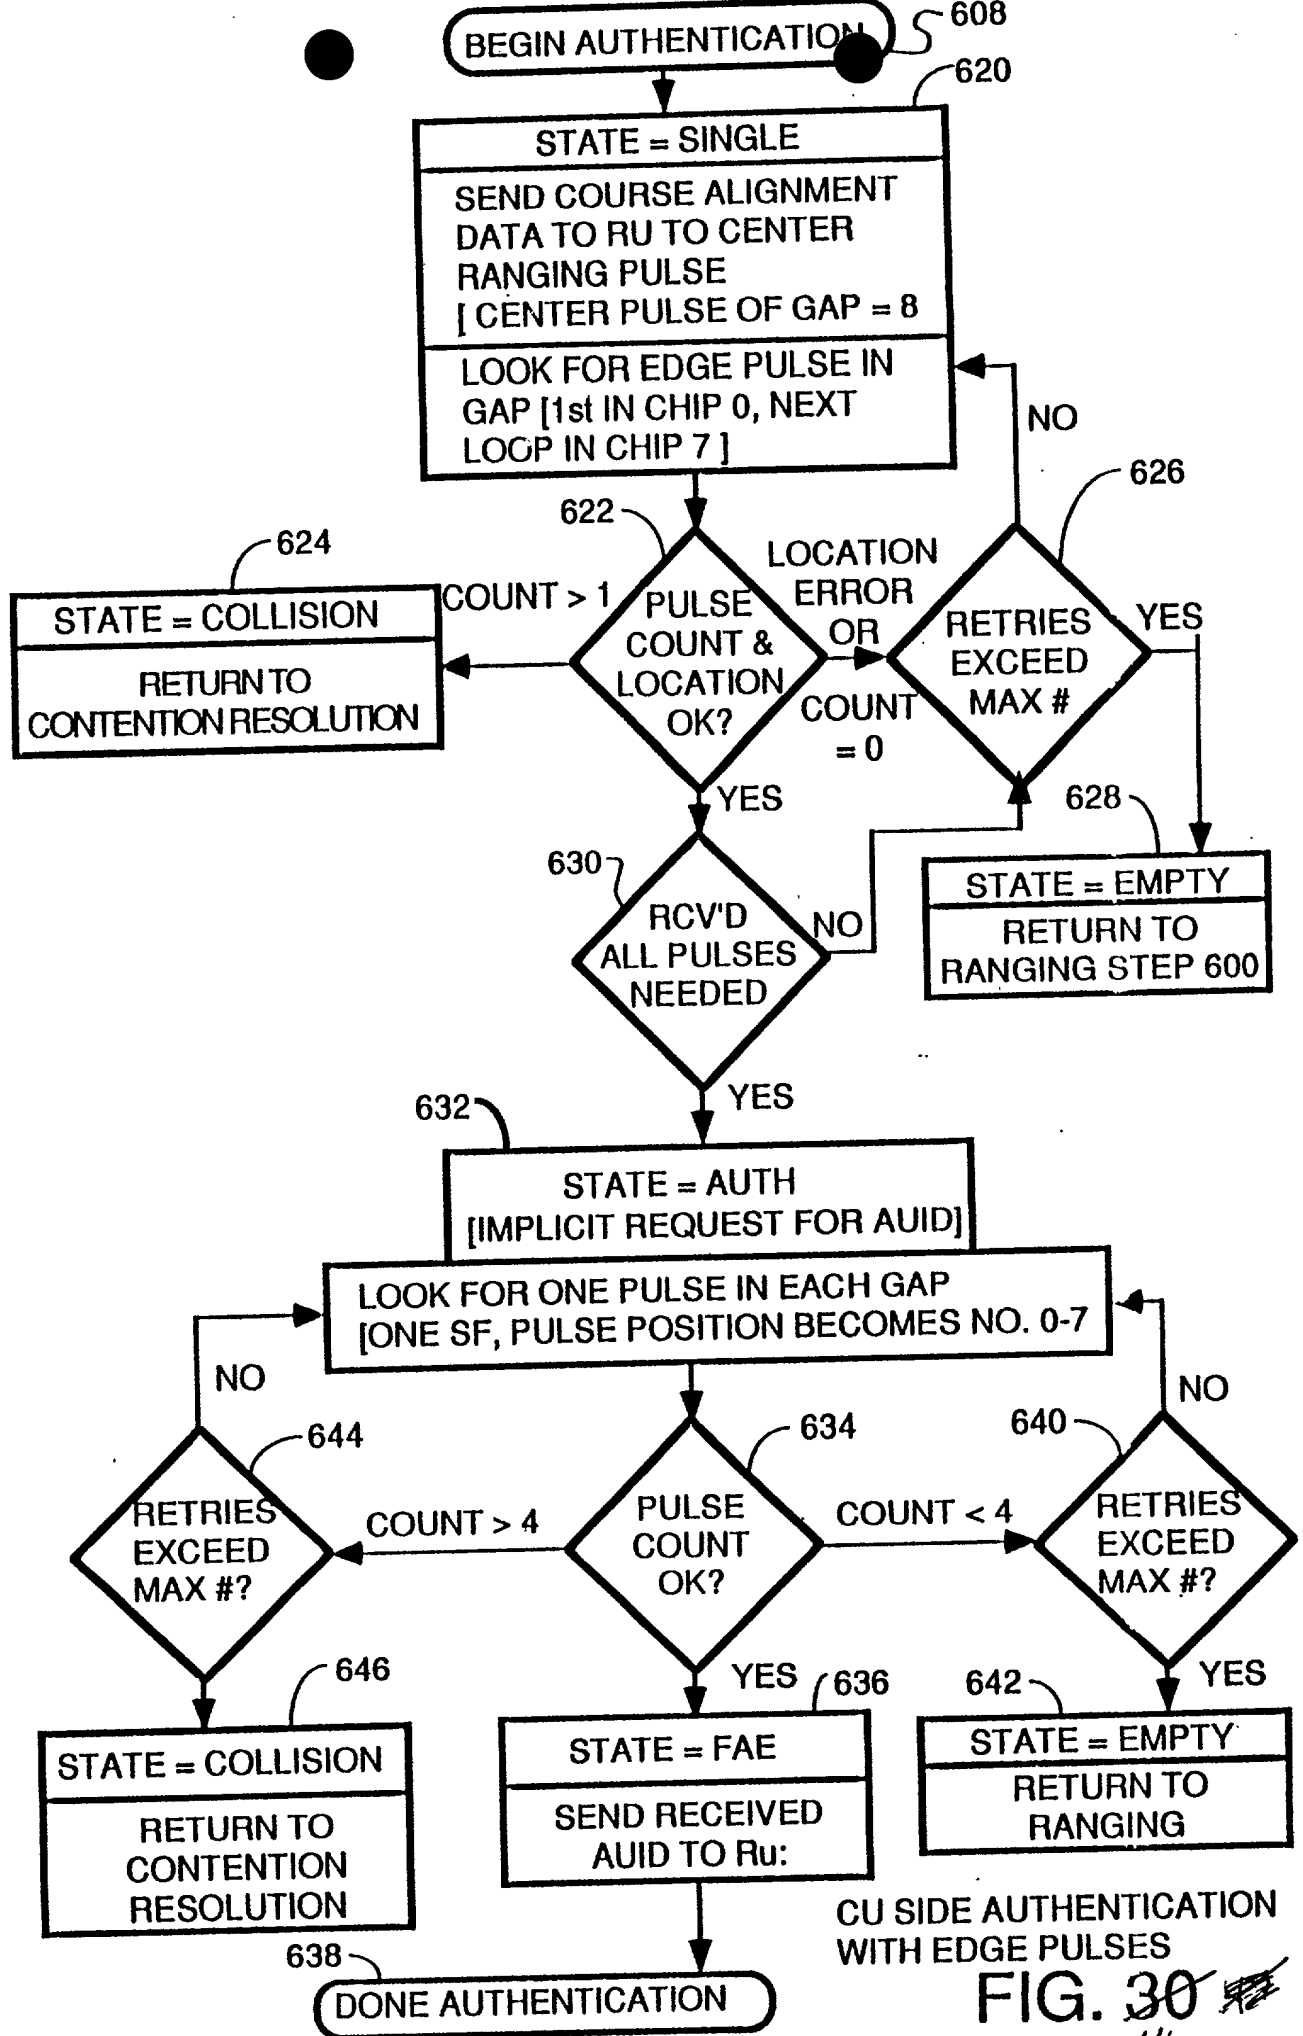 BEGIN AUTHENTICATION
608
620
STATE = SINGLE
SEND COURSE ALIGNMENT
DATA TO RU TO CENTER
RANGING PULSE
[ CENTER PULSE OF GAP = 8
LOOK FOR EDGE PULSE IN
GAP [1st IN CHIP 0, NEXT
LOOP IN CHIP 7 ]
NO
626
622
624
COUNT > 1
STATE = COLLISION
RETURN TO
CONTENTION RESOLUTION
PULSE
COUNT &
LOCATION
OK?
LOCATION
ERROR
OR
COUNT
= 0
RETRIES
EXCEED
MAX #
YES
YES
628
STATE = EMPTY
RETURN TO
RANGING STEP 600
630
RCV'D
ALL PULSES
NEEDED
NO
YES
632
STATE = AUTH
[IMPLICIT REQUEST FOR AUID]
LOOK FOR ONE PULSE IN EACH GAP
[ONE SF, PULSE POSITION BECOMES NO. 0-7
NO
NO
644
634
640
RETRIES
EXCEED
MAX #?
COUNT > 4
PULSE
COUNT
OK?
COUNT < 4
RETRIES
EXCEED
MAX #?
646
YES
636
642
YES
STATE = COLLISION
RETURN TO
CONTENTION
RESOLUTION
STATE = FAE
SEND RECEIVED
AUID TO Ru:
STATE = EMPTY
RETURN TO
RANGING
638
DONE AUTHENTICATION
CU SIDE AUTHENTICATION
WITH EDGE PULSES
FIG. 30